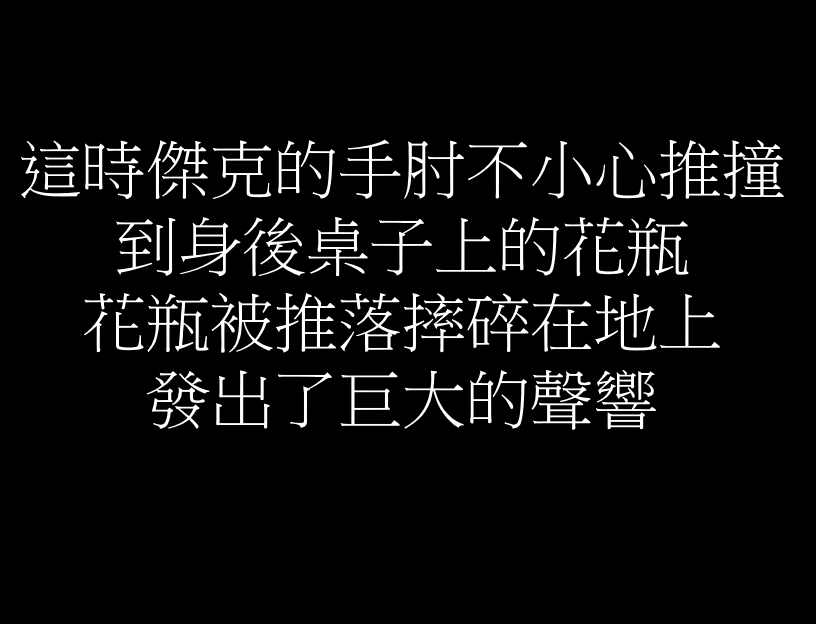 這時傑克的手肘不小心推撞
到身後桌子上的花瓶
花瓶被推落摔碎在地上
發出了巨大的聲響